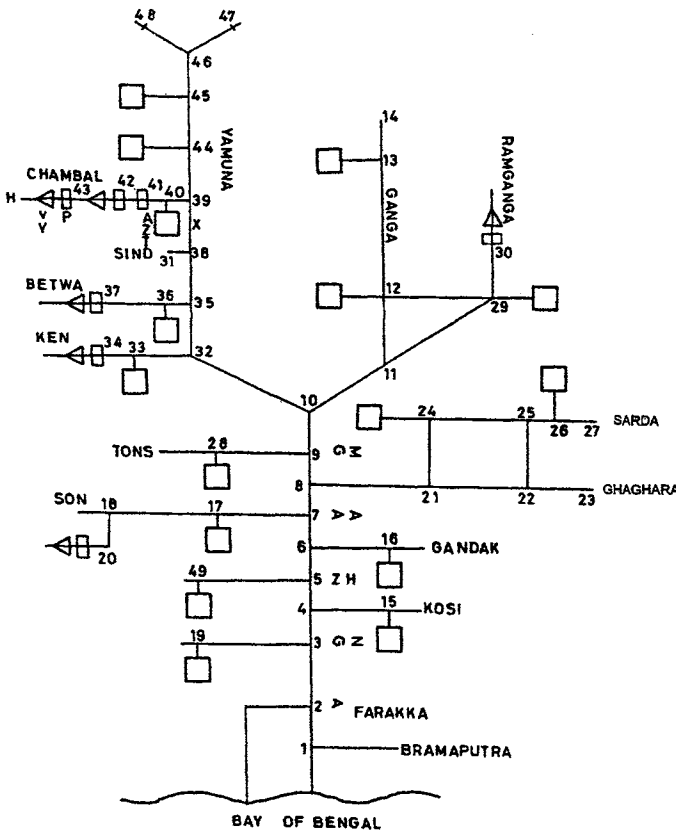 48 47
46
45
44
YAMUNA
14
13
GANGA
RAMGANGA
CHAMBAL
H 43 42 41 40 39
Y Y P A Z X
SIND 31 38
30
BETWA 37 36 35
12 29
KEN 34 33 32
11
10
24 25 26 27 SARDA
TONS 28 9 G M
8 21 22 23 GHAGHARA
SON 18 17 7 A A
20
6 16 GANDAK
49 5 Z H
4 15 KOSI
19 3 G N
2 A FARAKKA
1 BRAMAPUTRA
BAY OF BENGAL